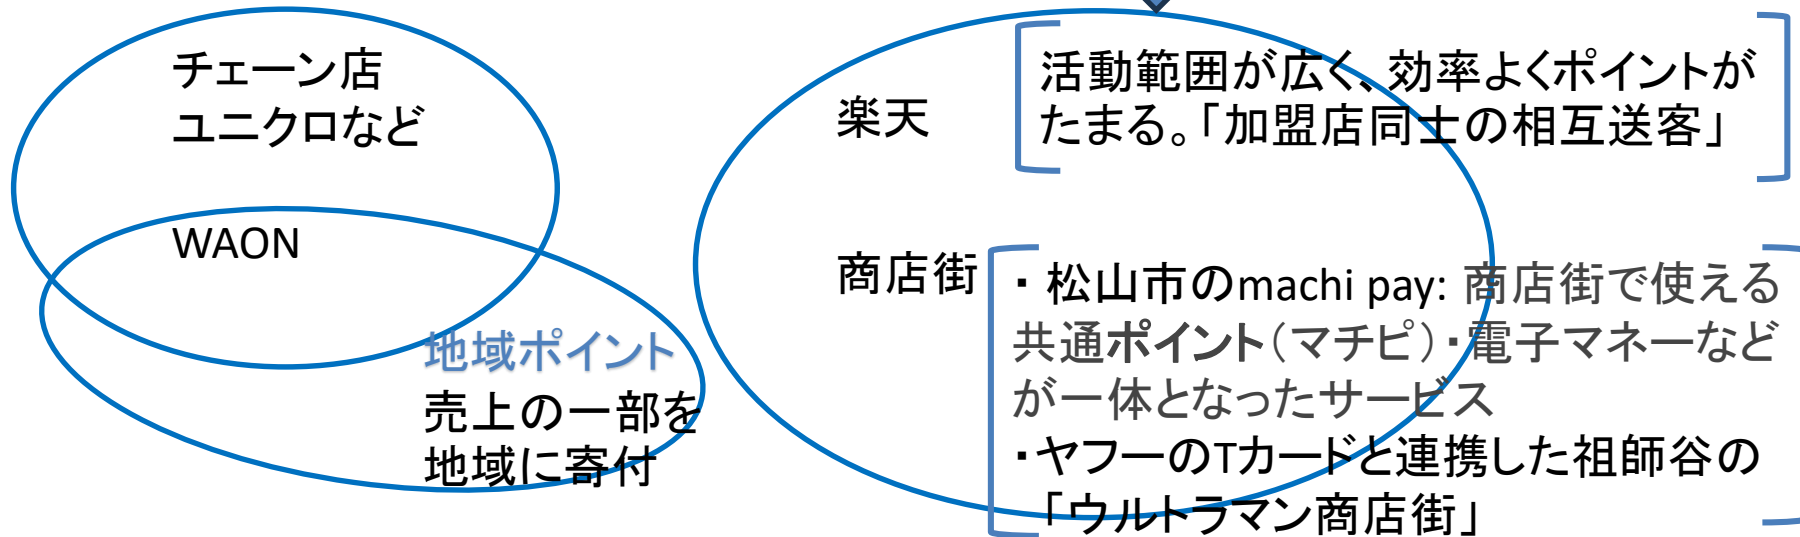 チェーン店
ユニクロなど
WAON
地域ポイント
売上の一部を
地域に寄付
楽天
活動範囲が広く、効率よくポイントが
たまる。「加盟店同士の相互送客」
商店街
・松山市のmachi pay: 商店街で使える
共通ポイント(マチピ)・電子マネーなど
が一体となったサービス
・ヤフーのTカードと連携した祖師谷の
「ウルトラマン商店街」